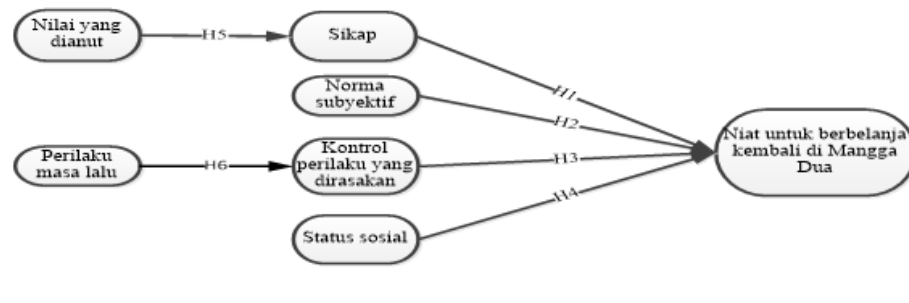 Nilai yang
dianut
H5
Sikap
H1
Norma
subyektif
H2
Perilaku
masa lalu
H6
Kontrol
perilaku yang
dirasakan
H3
Status sosial
H4
Niat untuk berbelanja
kembali di Mangga
Dua